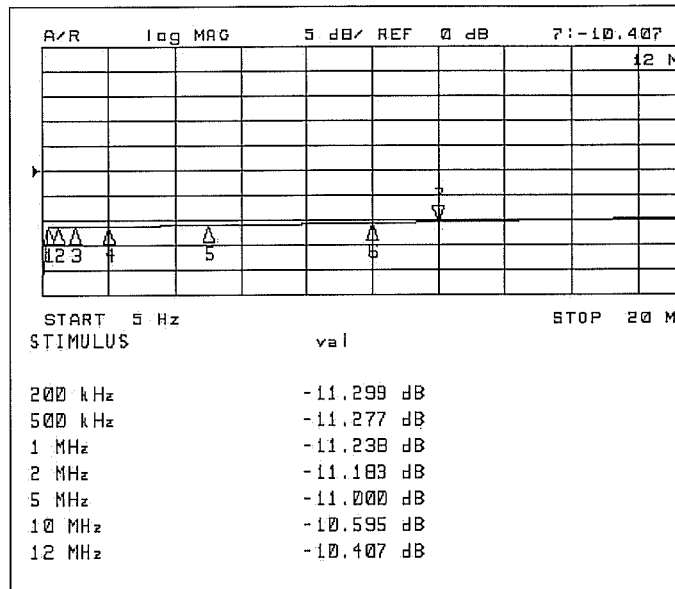 A/R log MAG 5 dB/ REF 0 dB 7:-10.407
12 M
7
1 2 3 4 5 6
START 5 Hz STOP 20 M
STIMULUS val
200 kHz -11.299 dB
500 kHz -11.277 dB
1 MHz -11.238 dB
2 MHz -11.183 dB
5 MHz -11.000 dB
10 MHz -10.595 dB
12 MHz -10.407 dB